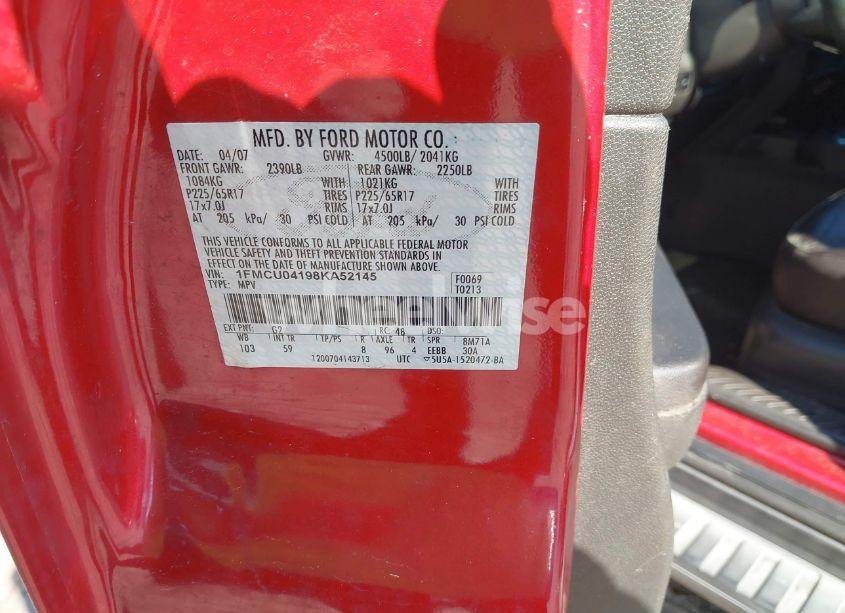 MFD. BY FORD MOTOR CO.
DATE: 04/07 GVWR: 4500LB/ 2041KG
FRONT GAWR: 2390LB REAR GAWR: 2250LB
1084KG WITH 1021KG WITH
P225/65R17 TIRES P225/65R17 TIRES
17x7.0J RIMS 17x7.0J RIMS
AT 205 kPa/ 30 PSI COLD AT 205 kPa/ 30 PSI COLD
THIS VEHICLE CONFORMS TO ALL APPLICABLE FEDERAL MOTOR
VEHICLE SAFETY AND THEFT PREVENTION STANDARDS IN
EFFECT ON THE DATE OF MANUFACTURE SHOWN ABOVE.
VIN: 1FMCU04198KA52145 F0069
TYPE: MPV T0213
EXT PNT: G2 RC: 48 DSO:
WB INT TR TP/PS R AXLE TR SPR 8M71A
103 59 8 96 4 EEBB 30A
1200704143713 UTC ▽5U5A-1520472-BA